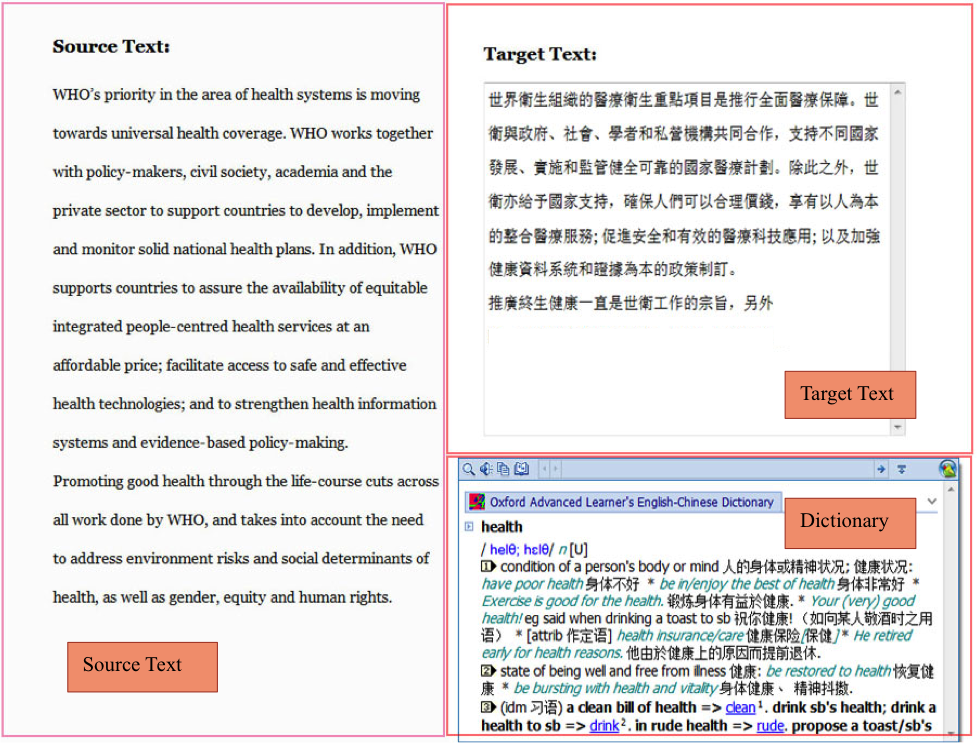 Source Text:
WHO's priority in the area of health systems is moving
towards universal health coverage. WHO works together
with policy-makers, civil society, academia and the
private sector to support countries to develop, implement
and monitor solid national health plans. In addition, WHO
supports countries to assure the availability of equitable
integrated people-centred health services at an
affordable price; facilitate access to safe and effective
health technologies; and to strengthen health information
systems and evidence-based policy-making.
Promoting good health through the life-course cuts across
all work done by WHO, and takes into account the need
to address environment risks and social determinants of
health, as well as gender, equity and human rights.
Source Text
Target Text:
世界衛生組織的醫療衛生重點項目是推行全面醫療保障。世
衛與政府、社會、學者和私營機構共同合作，支持不同國家
發展、實施和監管健全可靠的國家醫療計劃。除此之外，世
衛亦給予國家支持，確保人們可以合理價錢，享有以人為本
的整合醫療服務; 促進安全和有效的醫療科技應用; 以及加強
健康資料系統和證據為本的政策制訂。
推廣終生健康一直是世衛工作的宗旨，另外
Target Text
Oxford Advanced Learner's English-Chinese Dictionary
Dictionary
health
/ helθ; hɛlθ/ n [U]
1 condition of a person's body or mind 人的身体或精神状况; 健康状况:
have poor health 身体不好 * be in/enjoy the best of health 身体非常好 *
Exercise is good for the health. 锻炼身体有益於健康. * Your (very) good
health! eg said when drinking a toast to sb 祝你健康!（如向某人敬酒时之用
语） * [attrib 作定语] health insurance/care 健康保险/保健] * He retired
early for health reasons. 他由於健康上的原因而提前退休.
2 state of being well and free from illness 健康: be restored to health 恢复健
康 * be bursting with health and vitality 身体健康、 精神抖擞.
3 (idm 习语) a clean bill of health => clean¹. drink sb's health; drink a
health to sb => drink². in rude health => rude. propose a toast/sb's